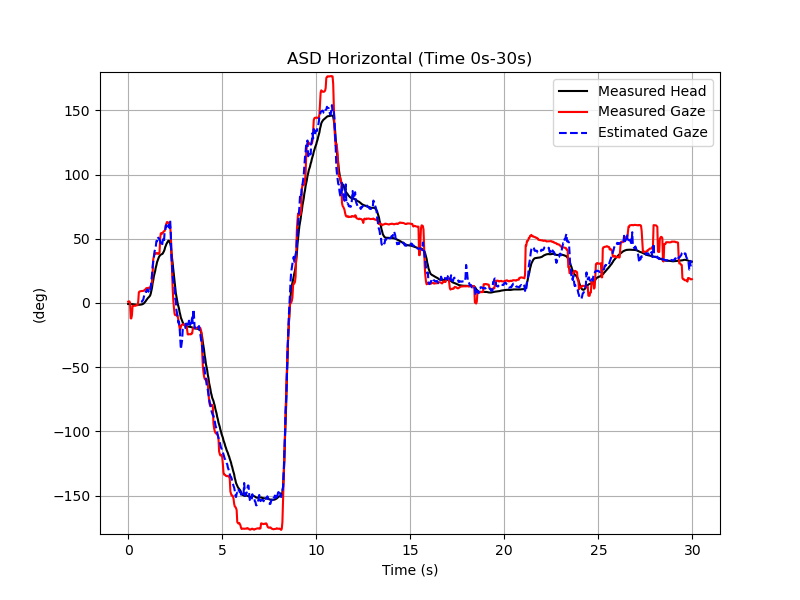 ASD Horizontal (Time 0s-30s)
Measured Head
Measured Gaze
Estimated Gaze
150
100
50
0
−50
−100
−150
(deg)
0 5 10 15 20 25 30
Time (s)